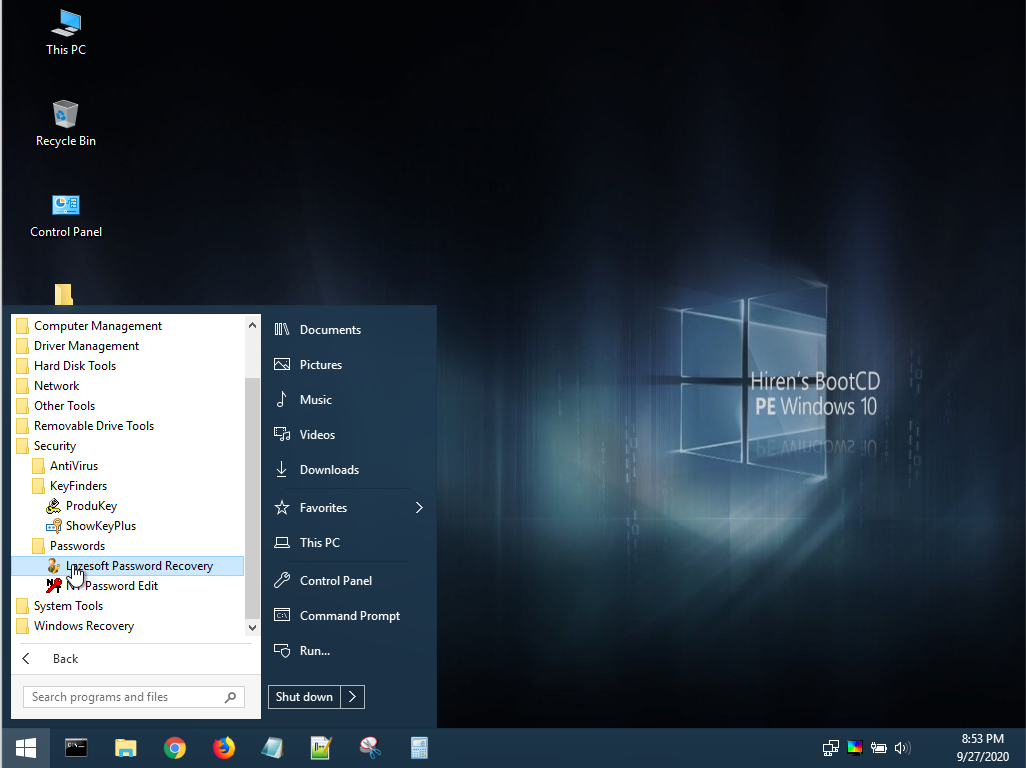 This PC
Recycle Bin
Control Panel
Hiren's BootCD
PE Windows 10
Computer Management
Driver Management
Hard Disk Tools
Network
Other Tools
Removable Drive Tools
Security
AntiVirus
KeyFinders
ProduKey
ShowKeyPlus
Passwords
Lazesoft Password Recovery
NT Password Edit
System Tools
Windows Recovery
Back
Search programs and files
Documents
Pictures
Music
Videos
Downloads
Favorites
This PC
Control Panel
Command Prompt
Run...
Shut down
8:53 PM
9/27/2020